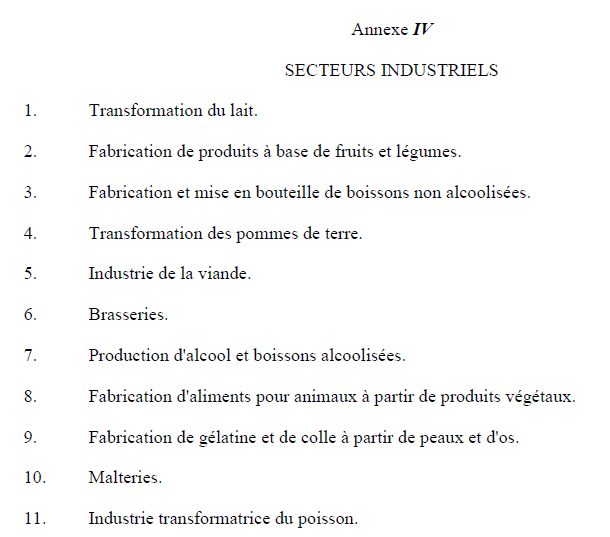 Annexe IV
SECTEURS INDUSTRIELS
1. Transformation du lait.
2. Fabrication de produits à base de fruits et légumes.
3. Fabrication et mise en bouteille de boissons non alcoolisées.
4. Transformation des pommes de terre.
5. Industrie de la viande.
6. Brasseries.
7. Production d'alcool et boissons alcoolisées.
8. Fabrication d'aliments pour animaux à partir de produits végétaux.
9. Fabrication de gélatine et de colle à partir de peaux et d'os.
10. Malteries.
11. Industrie transformatrice du poisson.